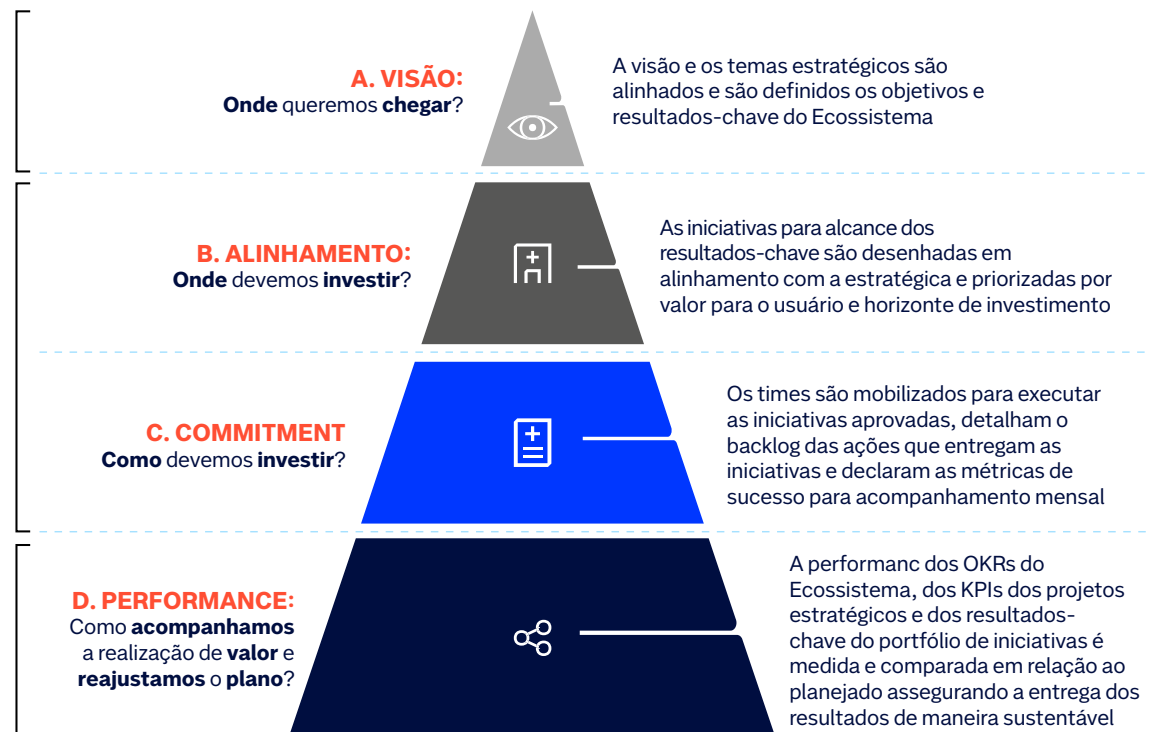 A. VISÃO:
Onde queremos chegar?
A visão e os temas estratégicos são
alinhados e são definidos os objetivos e
resultados-chave do Ecossistema
B. ALINHAMENTO:
Onde devemos investir?
As iniciativas para alcance dos
resultados-chave são desenhadas em
alinhamento com a estratégica e priorizadas por
valor para o usuário e horizonte de investimento
C. COMMITMENT
Como devemos investir?
Os times são mobilizados para executar
as iniciativas aprovadas, detalham o
backlog das ações que entregam as
iniciativas e declaram as métricas de
sucesso para acompanhamento mensal
D. PERFORMANCE:
Como acompanhamos
a realização de valor e
reajustamos o plano?
A performanc dos OKRs do
Ecossistema, dos KPIs dos projetos
estratégicos e dos resultados-
chave do portfólio de iniciativas é
medida e comparada em relação ao
planejado assegurando a entrega dos
resultados de maneira sustentável